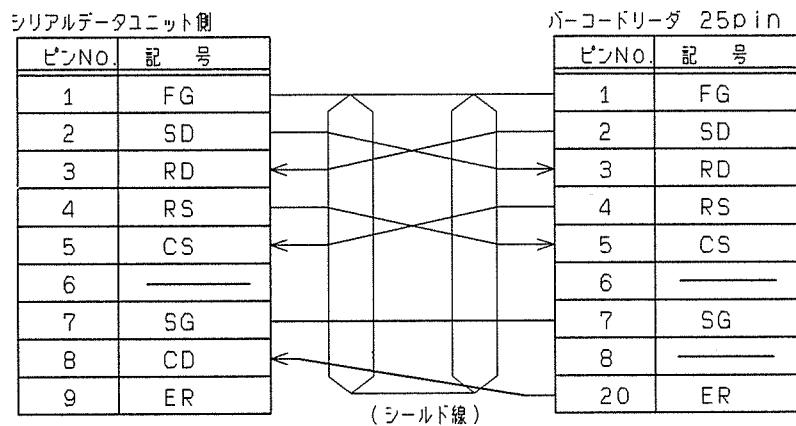 シリアルデータユニット側
ピンNO. 記 号
1 FG
2 SD
3 RD
4 RS
5 CS
6
7 SG
8 CD
9 ER
バーコードリーダ 25pin
ピンNO. 記 号
1 FG
2 SD
3 RD
4 RS
5 CS
6
7 SG
8
20 ER
(シールド線)